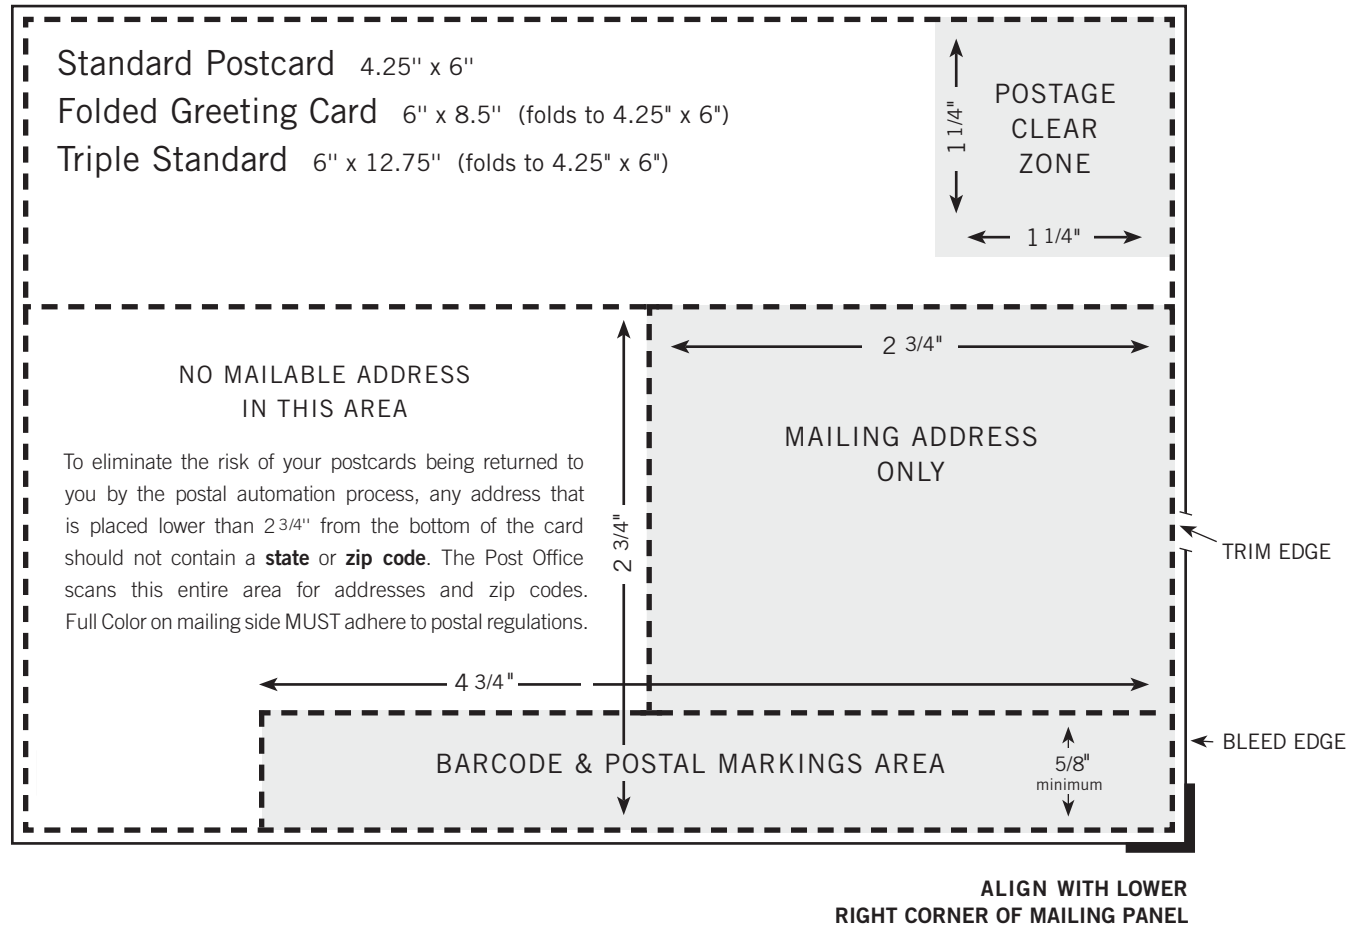 Standard Postcard 4.25" x 6"
Folded Greeting Card 6" x 8.5" (folds to 4.25" x 6")
Triple Standard 6" x 12.75" (folds to 4.25" x 6")
POSTAGE
CLEAR
ZONE
1 1/4"
1 1/4"
NO MAILABLE ADDRESS
IN THIS AREA
To eliminate the risk of your postcards being returned to
you by the postal automation process, any address that
is placed lower than 2 3/4" from the bottom of the card
should not contain a state or zip code. The Post Office
scans this entire area for addresses and zip codes.
Full Color on mailing side MUST adhere to postal regulations.
2 3/4"
2 3/4"
MAILING ADDRESS
ONLY
TRIM EDGE
4 3/4"
BARCODE & POSTAL MARKINGS AREA
5/8"
minimum
BLEED EDGE
ALIGN WITH LOWER
RIGHT CORNER OF MAILING PANEL